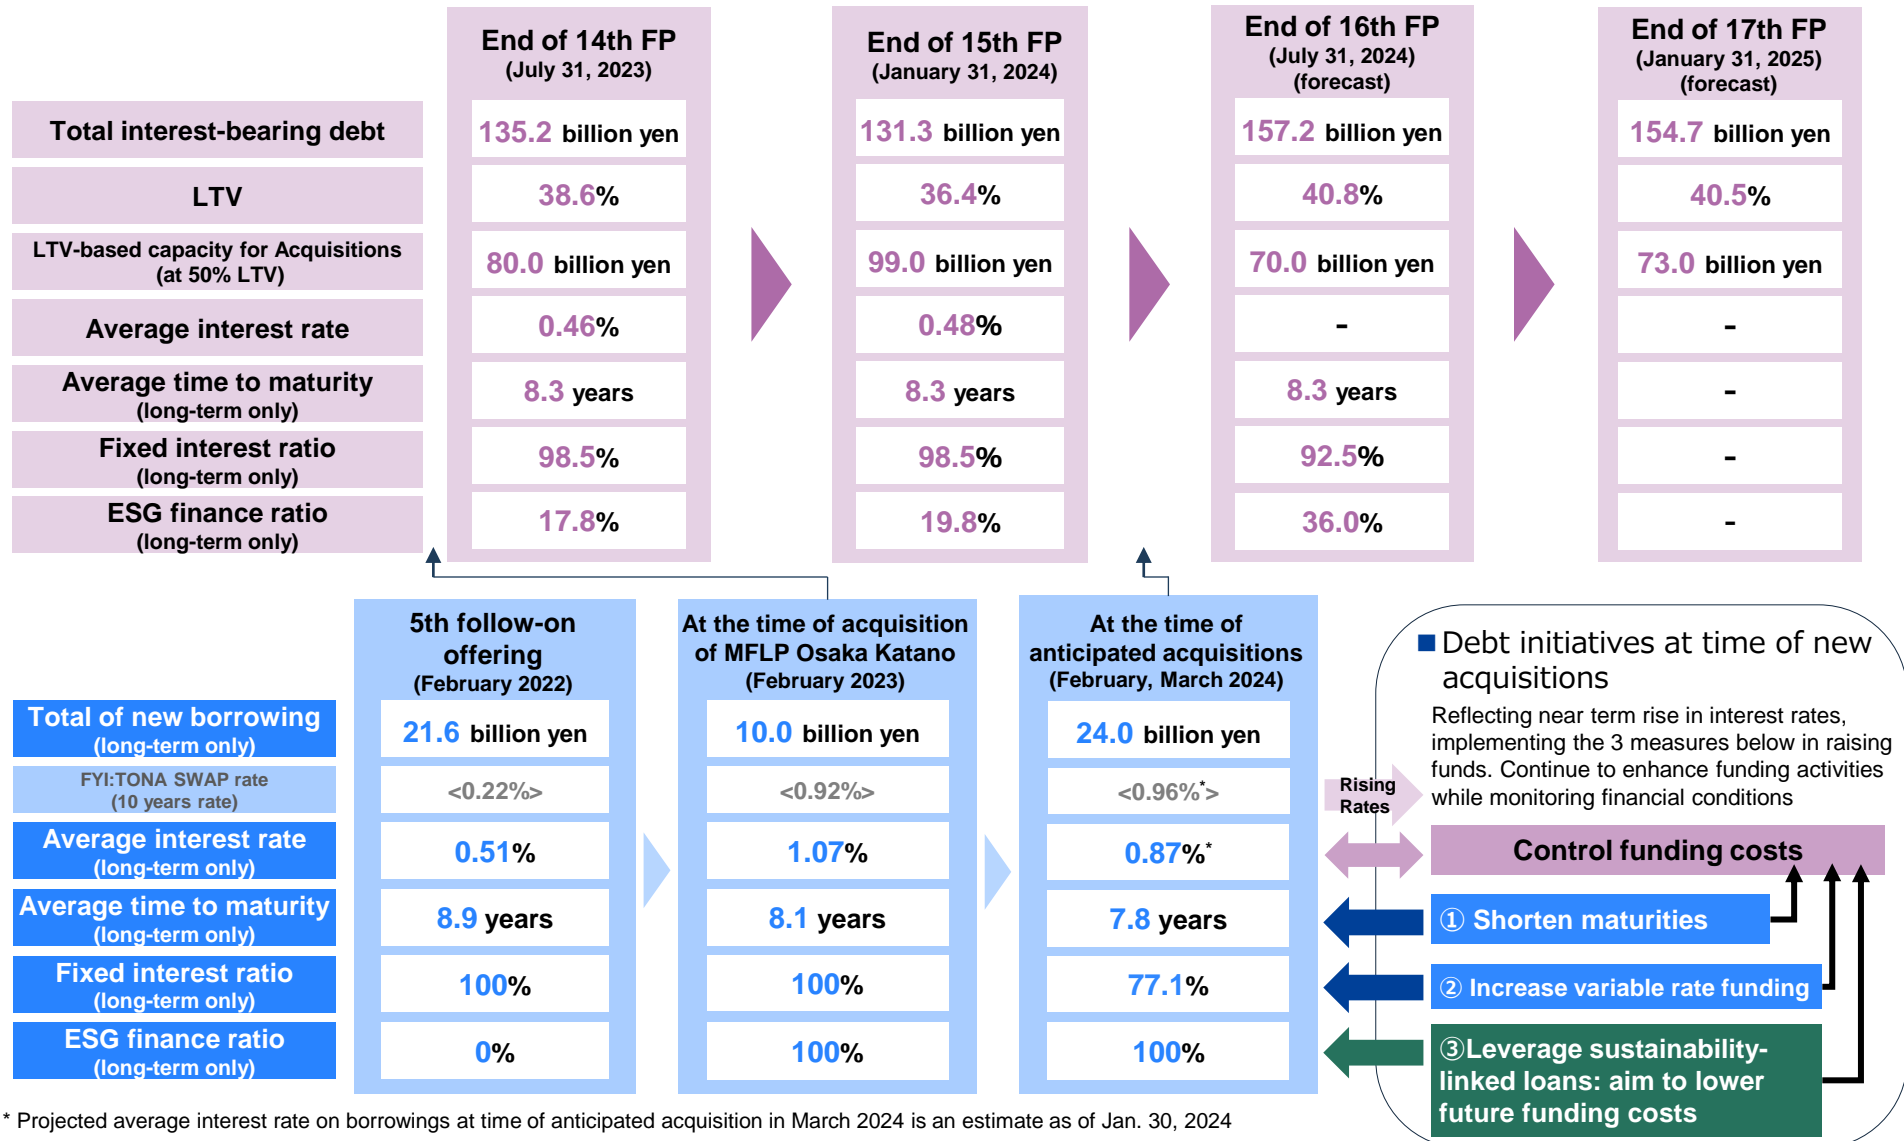 End of 14th FP
(July 31, 2023)
End of 15th FP
(January 31, 2024)
End of 16th FP
(July 31, 2024)
(forecast)
End of 17th FP
(January 31, 2025)
(forecast)
Total interest-bearing debt
135.2 billion yen
131.3 billion yen
157.2 billion yen
154.7 billion yen
LTV
38.6%
36.4%
40.8%
40.5%
LTV-based capacity for Acquisitions
(at 50% LTV)
80.0 billion yen
99.0 billion yen
70.0 billion yen
73.0 billion yen
Average interest rate
0.46%
0.48%
-
-
Average time to maturity
(long-term only)
8.3 years
8.3 years
8.3 years
-
Fixed interest ratio
(long-term only)
98.5%
98.5%
92.5%
-
ESG finance ratio
(long-term only)
17.8%
19.8%
36.0%
-
5th follow-on
offering
(February 2022)
At the time of acquisition
of MFLP Osaka Katano
(February 2023)
At the time of
anticipated acquisitions
(February, March 2024)
Total of new borrowing
(long-term only)
21.6 billion yen
10.0 billion yen
24.0 billion yen
FYI:TONA SWAP rate
(10 years rate)
<0.22%>
<0.92%>
<0.96%*>
Average interest rate
(long-term only)
0.51%
1.07%
0.87%*
Average time to maturity
(long-term only)
8.9 years
8.1 years
7.8 years
Fixed interest ratio
(long-term only)
100%
100%
77.1%
ESG finance ratio
(long-term only)
0%
100%
100%
■ Debt initiatives at time of new
acquisitions
Reflecting near term rise in interest rates,
implementing the 3 measures below in raising
funds. Continue to enhance funding activities
while monitoring financial conditions
Rising
Rates
Control funding costs
① Shorten maturities
② Increase variable rate funding
③Leverage sustainability-
linked loans: aim to lower
future funding costs
* Projected average interest rate on borrowings at time of anticipated acquisition in March 2024 is an estimate as of Jan. 30, 2024